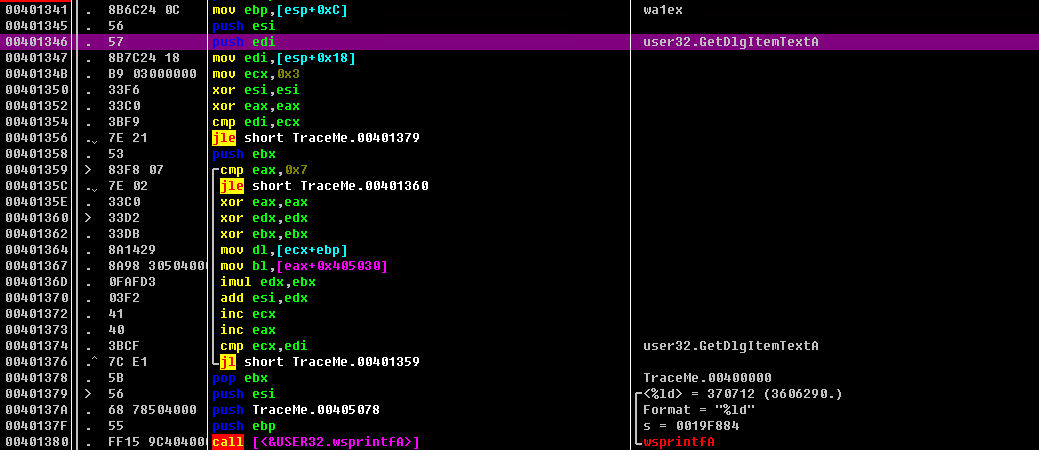 00401341 . 8B6C24 0C mov ebp,[esp+0xC] wa1ex
00401345 . 56 push esi
00401346 . 57 push edi user32.GetDlgItemTextA
00401347 . 8B7C24 18 mov edi,[esp+0x18]
0040134B . B9 03000000 mov ecx,0x3
00401350 . 33F6 xor esi,esi
00401352 . 33C0 xor eax,eax
00401354 . 3BF9 cmp edi,ecx
00401356 .ˬ 7E 21 jle short TraceMe.00401379
00401358 . 53 push ebx
00401359 > 83F8 07 cmp eax,0x7
0040135C .ˬ 7E 02 jle short TraceMe.00401360
0040135E . 33C0 xor eax,eax
00401360 > 33D2 xor edx,edx
00401362 . 33DB xor ebx,ebx
00401364 . 8A1429 mov dl,[ecx+ebp]
00401367 . 8A98 30504000 mov bl,[eax+0x405030]
0040136D . 0FAFD3 imul edx,ebx
00401370 . 03F2 add esi,edx
00401372 . 41 inc ecx
00401373 . 40 inc eax
00401374 . 3BCF cmp ecx,edi user32.GetDlgItemTextA
00401376 .^ 7C E1 jl short TraceMe.00401359
00401378 . 5B pop ebx TraceMe.00400000
00401379 > 56 push esi <%ld> = 370712 (3606290.)
0040137A . 68 78504000 push TraceMe.00405078 Format = "%ld"
0040137F . 55 push ebp s = 0019F884
00401380 . FF15 9C404000 call [<&USER32.wsprintfA>] wsprintfA